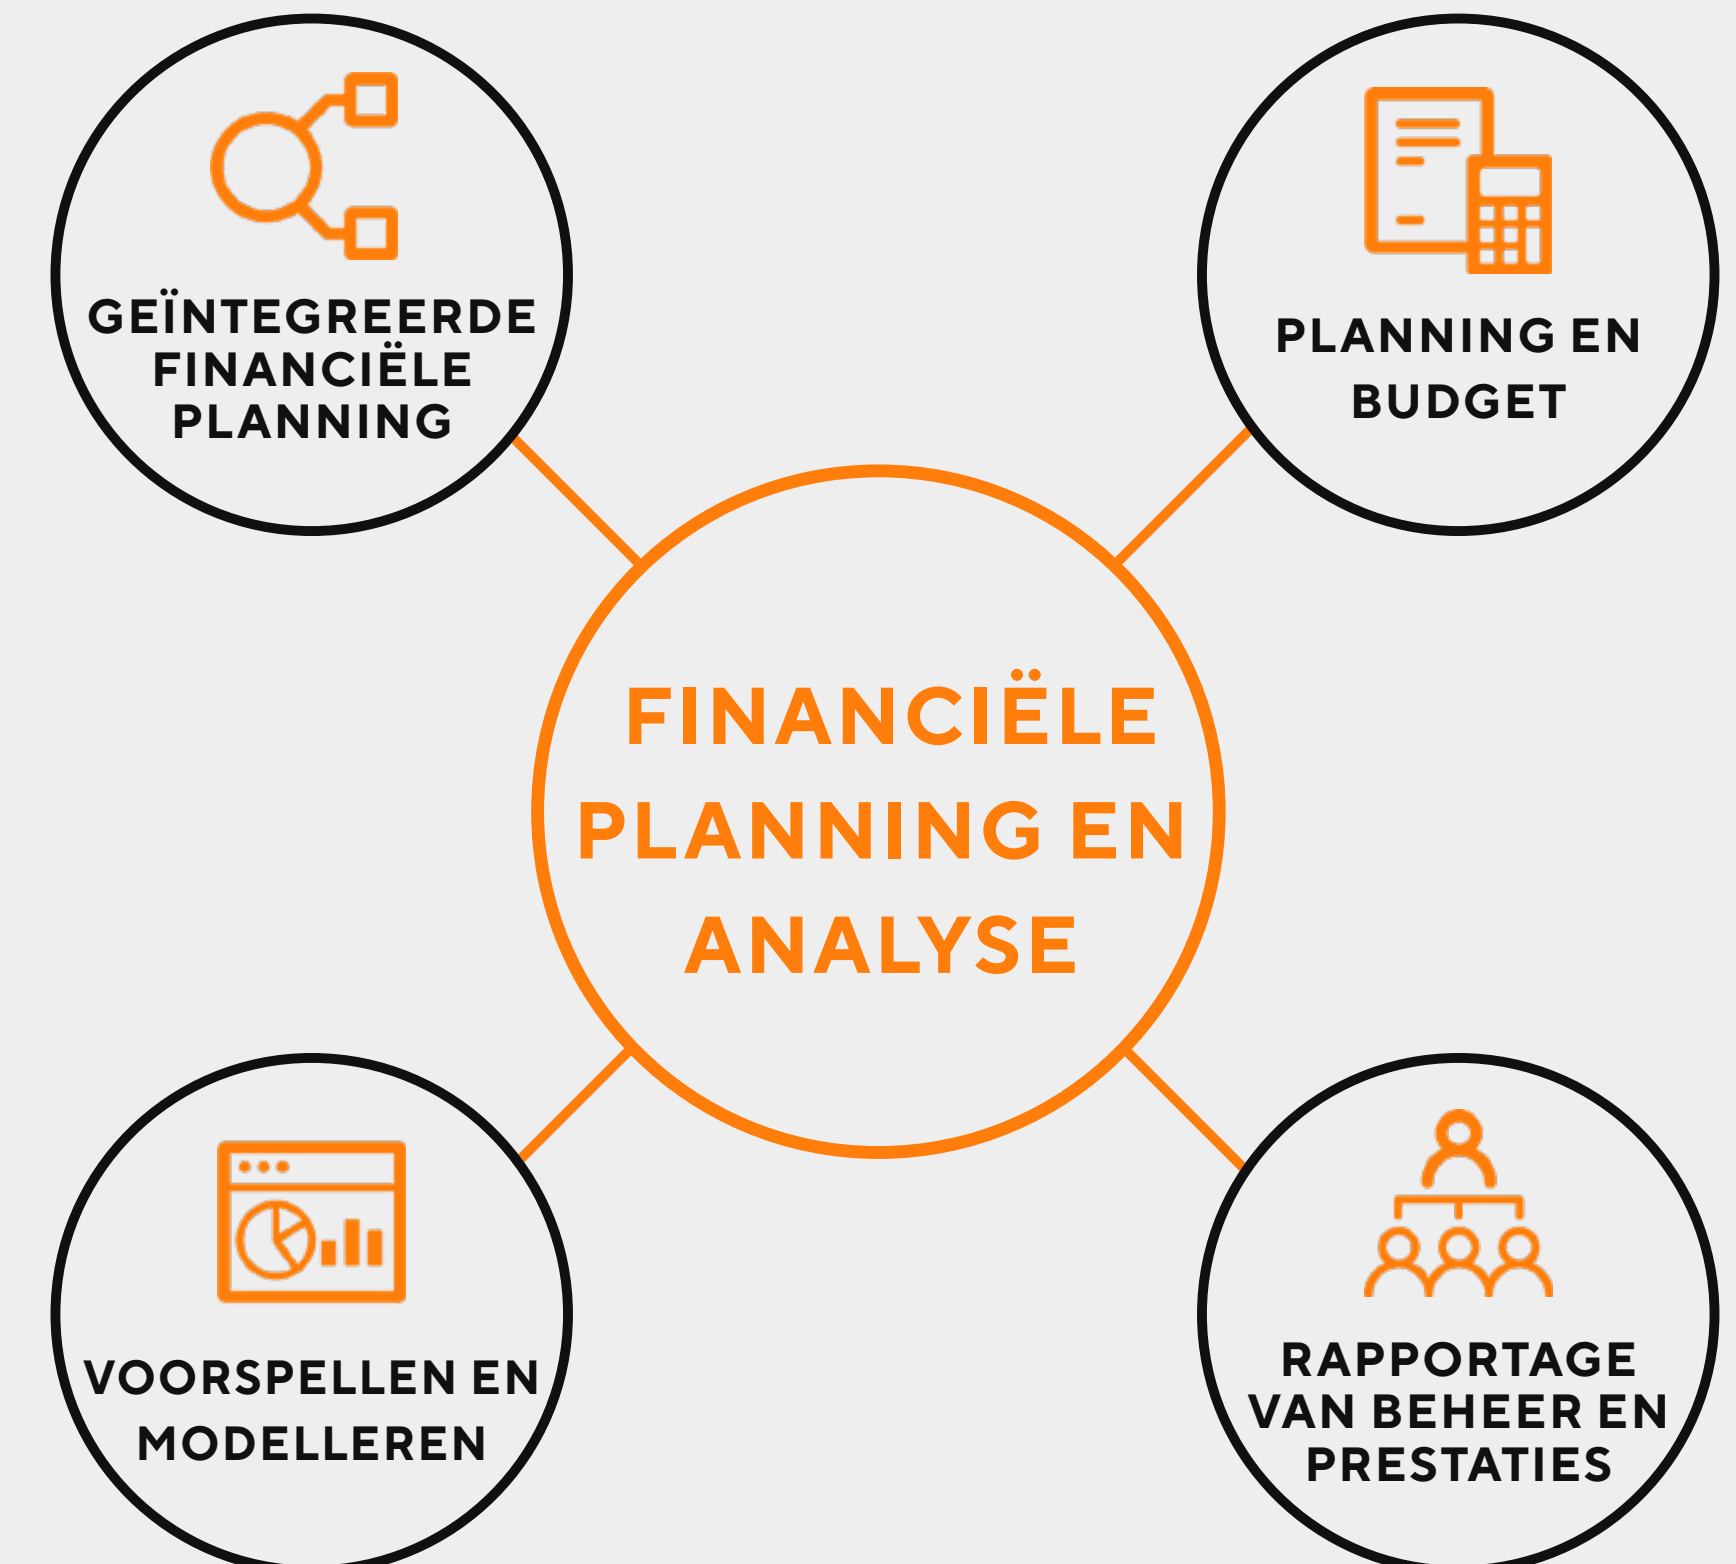 GEÏNTEGREERDE
FINANCIËLE
PLANNING
PLANNING EN
BUDGET
FINANCIËLE
PLANNING EN
ANALYSE
VOORSPELLEN EN
MODELLEREN
RAPPORTAGE
VAN BEHEER EN
PRESTATIES